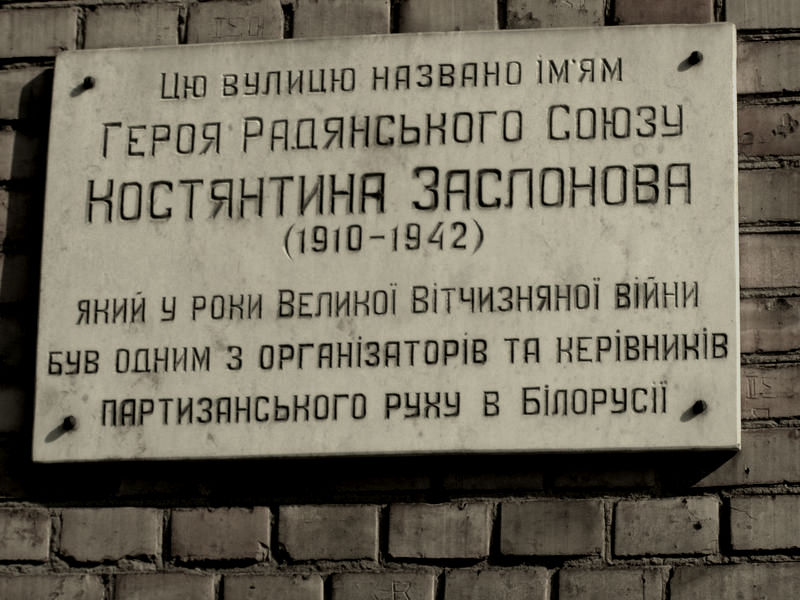 Цю вулицю названо ім'ям
Героя Радянського Союзу
Костянтина Заслонова
(1910-1942)
який у роки Великої Вітчизняної війни
був одним з організаторів та керівників
партизанського руху в Білорусії